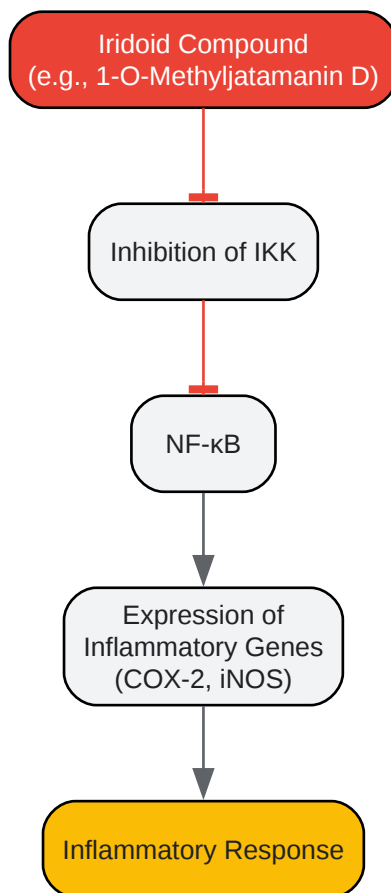 Iridoid Compound
(e.g., 1-O-Methyljatamanin D)
Inhibition of IKK
NF-κB
Expression of
Inflammatory Genes
(COX-2, iNOS)
Inflammatory Response